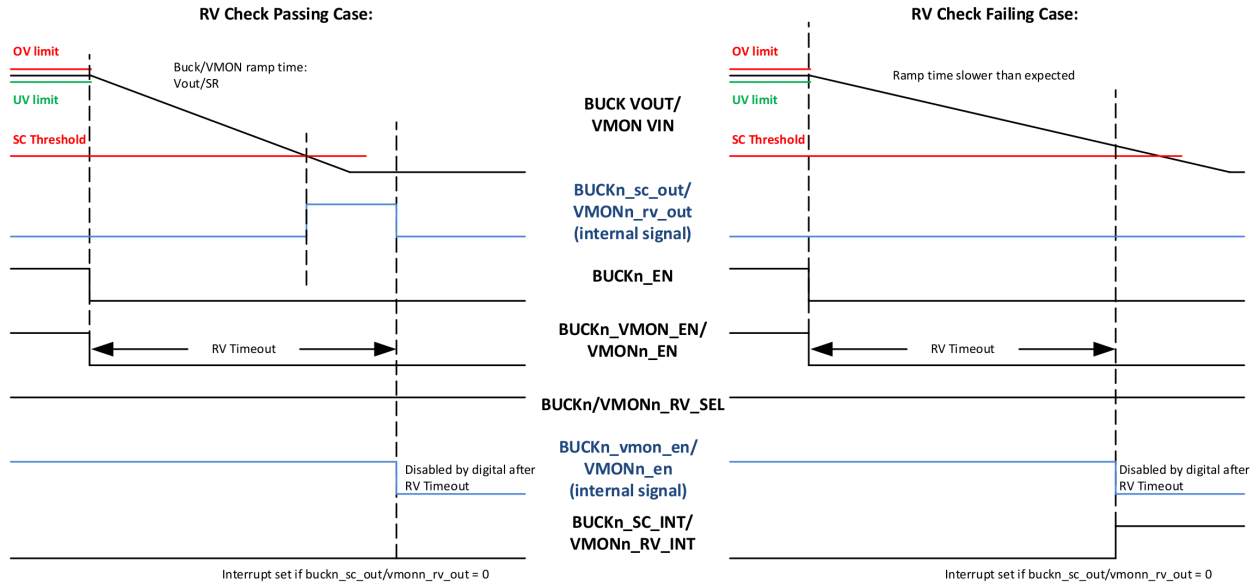 RV Check Passing Case:
RV Check Failing Case:
OV limit
UV limit
SC Threshold
Buck/VMON ramp time:
Vout/SR
BUCK VOUT/
VMON VIN
OV limit
UV limit
SC Threshold
Ramp time slower than expected
BUCKn_sc_out/
VMONn_rv_out
(internal signal)
BUCKn_EN
RV Timeout
BUCKn_VMON_EN/
VMONn_EN
RV Timeout
BUCKn/VMONn_RV_SEL
BUCKn_vmon_en/
VMONn_en
(internal signal)
Disabled by digital after
RV Timeout
Disabled by digital after
RV Timeout
BUCKn_SC_INT/
VMONn_RV_INT
Interrupt set if buckn_sc_out/vmonn_rv_out = 0
Interrupt set if buckn_sc_out/vmonn_rv_out = 0